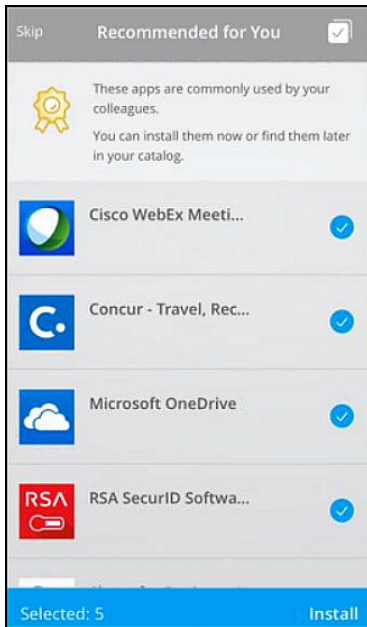 Skip
Recommended for You
These apps are commonly used by your
colleagues.
You can install them now or find them later
in your catalog.
Cisco WebEx Meeti...
C.
Concur - Travel, Rec...
Microsoft OneDrive
RSA
RSA SecurID Softwa...
Selected: 5
Install